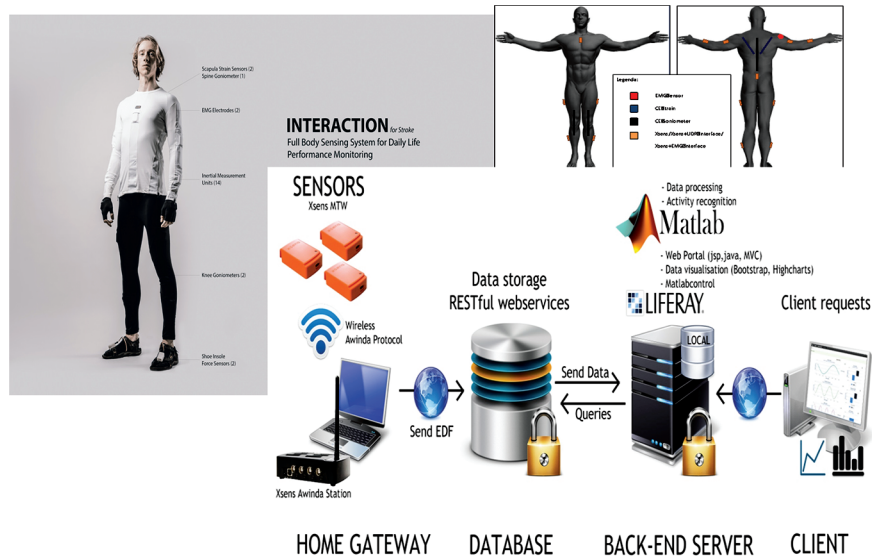 Scapula Strain Sensors (2)
Spine Goniometer (1)
EMG Electrodes (2)
Inertial Measurement
Units (14)
Knee Goniometers (2)
Shoe Insole
Force Sensors (2)
INTERACTION for Stroke
Full Body Sensing System for Daily Life
Performance Monitoring
Legenda:
SENSORS
Xsens MTW
Wireless
Awinda Protocol
Send EDF
Xsens Awinda Station
Data storage
RESTful webservices
Send Data
Queries
- Data processing
- Activity recognition
Matlab
- Web Portal (jsp,java, MVC)
- Data visualisation (Bootstrap, Highcharts)
- Matlabcontrol
LIFERAY
LOCAL
Client requests
HOME GATEWAY
DATABASE
BACK-END SERVER
CLIENT